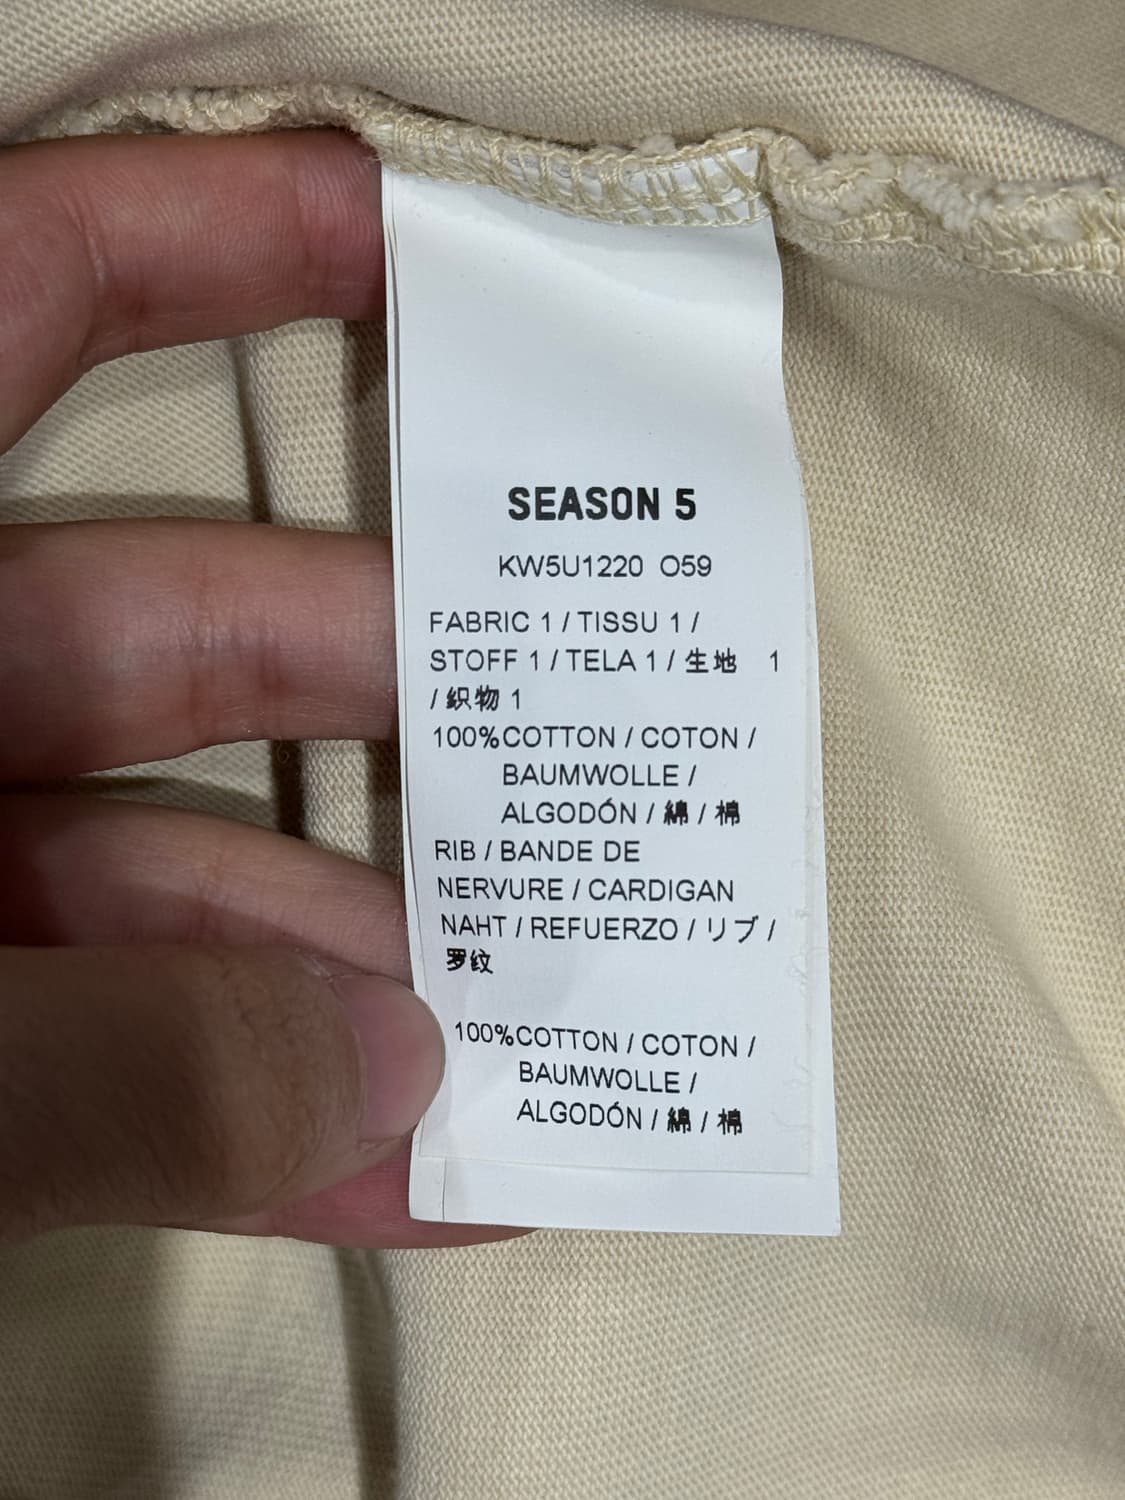 SEASON 5
KW5U1220 O59
FABRIC 1 / TISSU 1 /
STOFF 1 / TELA 1 / 生地 1
/ 织物 1
100%COTTON / COTON /
BAUMWOLLE /
ALGODÓN / 綿 / 棉
RIB / BANDE DE
NERVURE / CARDIGAN
NAHT / REFUERZO / リブ /
罗纹
100%COTTON / COTON /
BAUMWOLLE /
ALGODÓN / 綿 / 棉